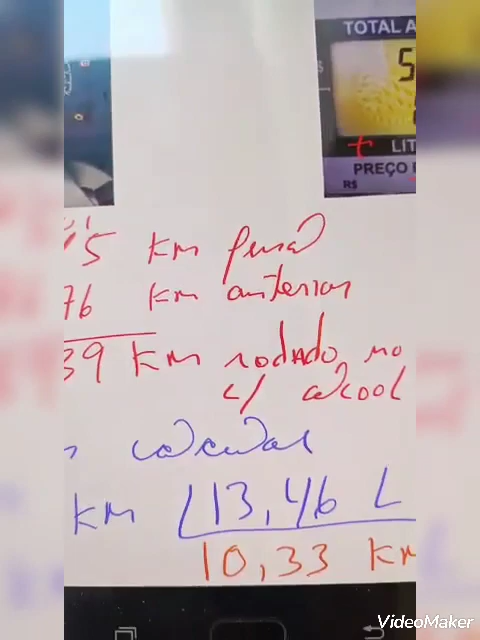 TOTAL A
5
LIT
PREÇO
R$
5 km final
76 km anterior
39 km rodado no
c/ alcool
calcular
km 13,46 L
10,33 km
VideoMaker